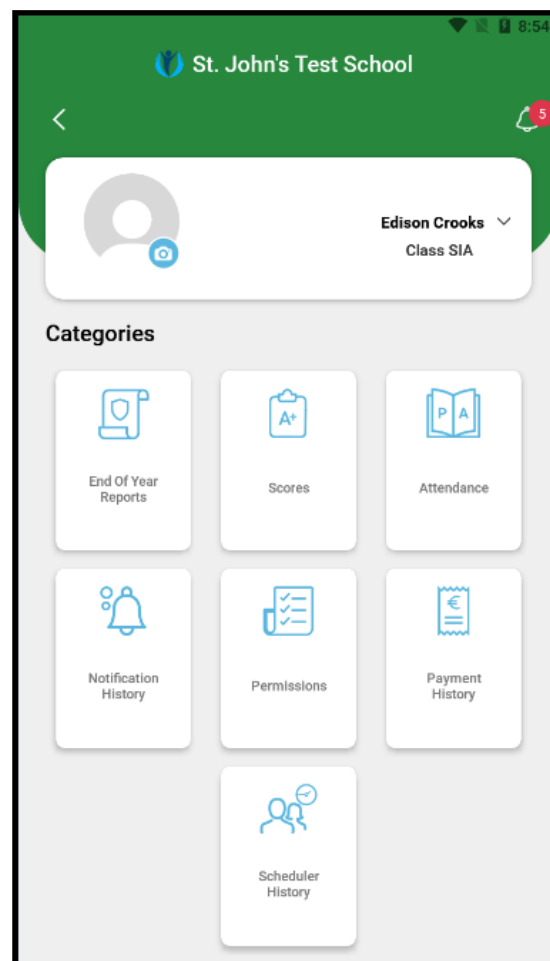 8:54
St. John's Test School
5
Edison Crooks
Class SIA
Categories
A+
P A
End Of Year
Reports
Scores
Attendance
€
Notification
History
Permissions
Payment
History
Scheduler
History